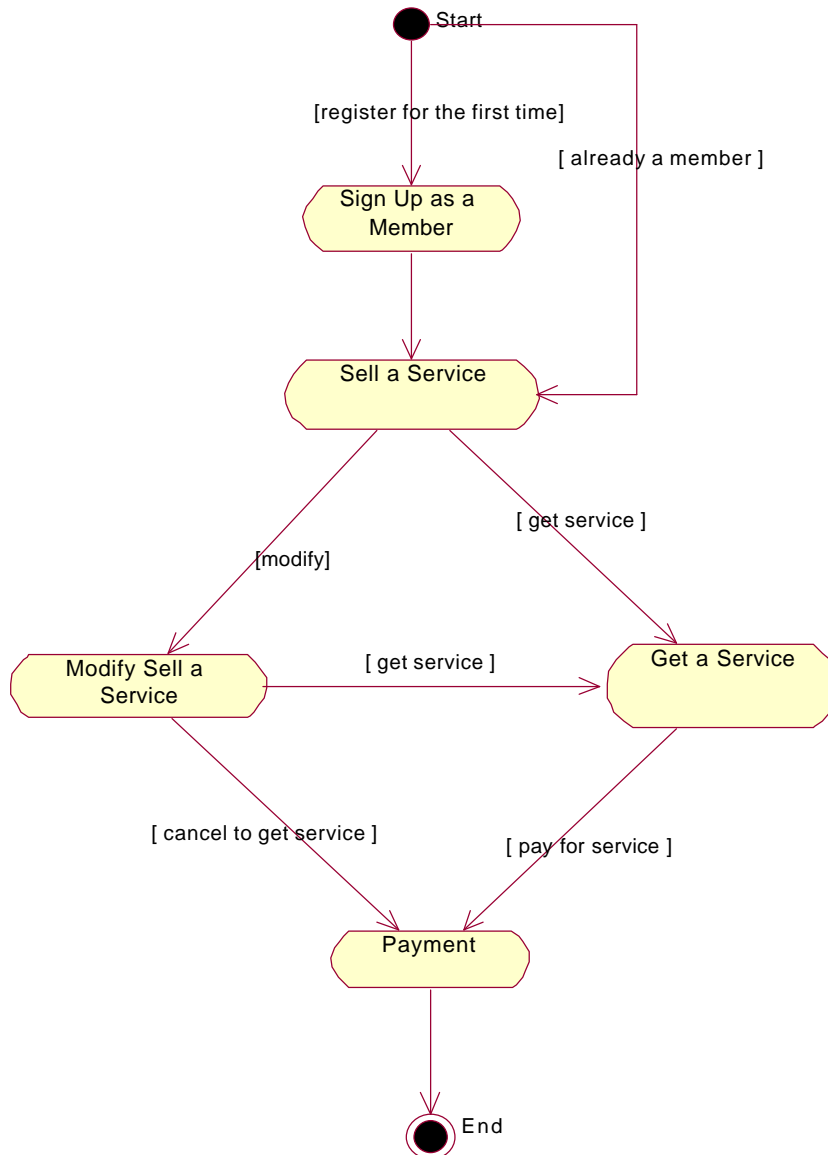 Start
[register for the first time]
[ already a member ]
Sign Up as a
Member
Sell a Service
[ get service ]
[modify]
Modify Sell a
Service
[ get service ]
Get a Service
[ cancel to get service ]
[ pay for service ]
Payment
End